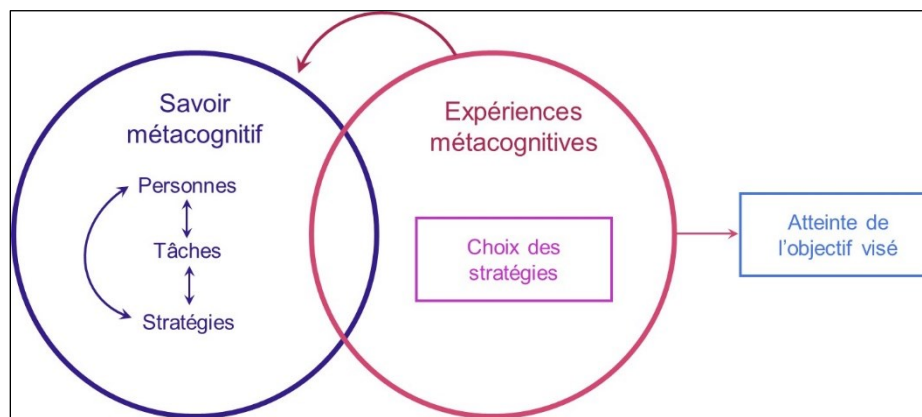 Savoir
métacognitif
Personnes
Tâches
Stratégies
Expériences
métacognitives
Choix des
stratégies
Atteinte de
l'objectif visé